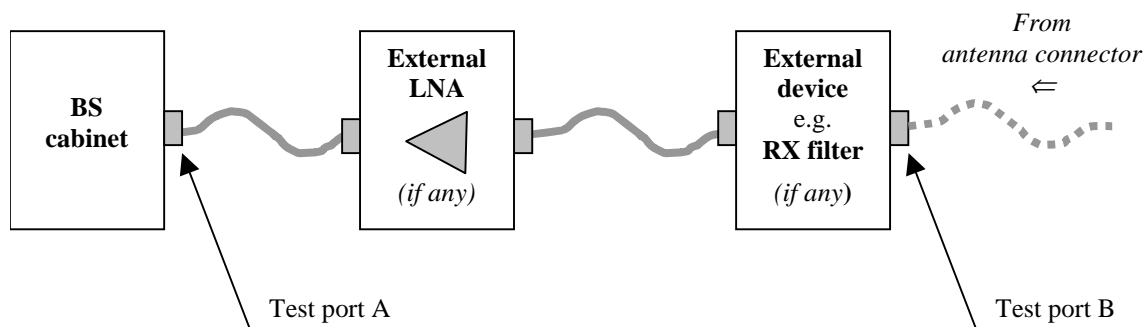 BS
cabinet
External
LNA
(if any)
External
device
e.g.
RX filter
(if any)
From
antenna connector
⇐
Test port A
Test port B